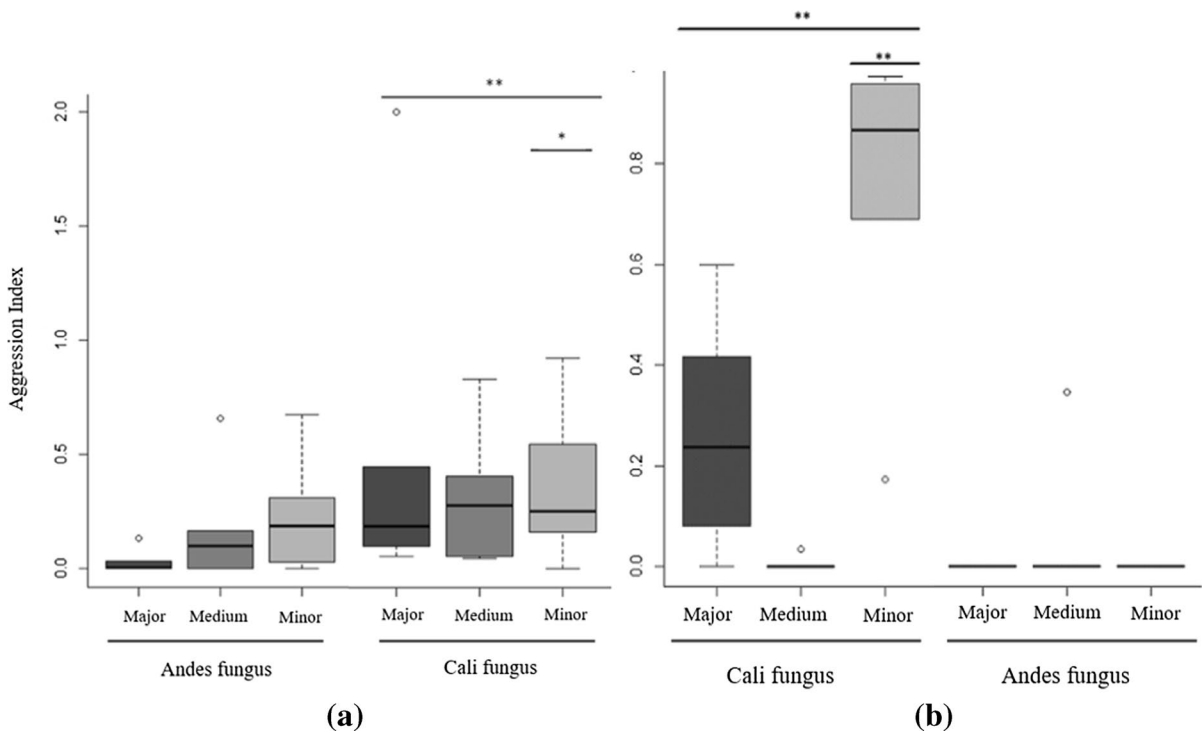 **
*
2.0
1.5
1.0
0.5
0.0
Aggression Index
Major Medium Minor Major Medium Minor
Andes fungus Cali fungus
(a)
**
**
0.8
0.6
0.4
0.2
0.0
Major Medium Minor Major Medium Minor
Cali fungus Andes fungus
(b)